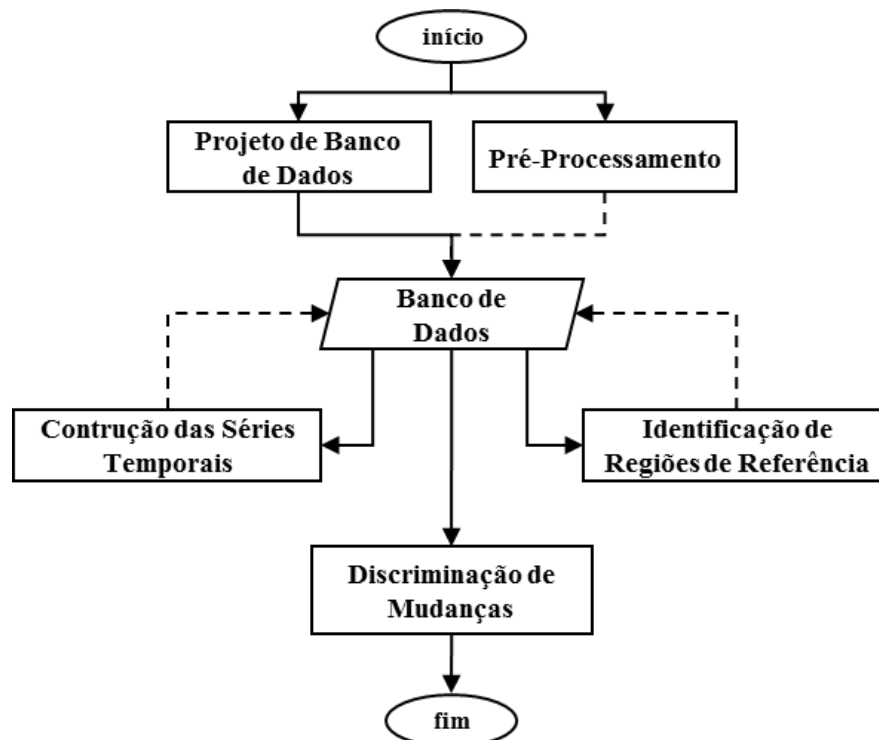 início
Projeto de Banco
de Dados
Pré-Processamento
Banco de
Dados
Contrução das Séries
Temporais
Identificação de
Regiões de Referência
Discriminação de
Mudanças
fim